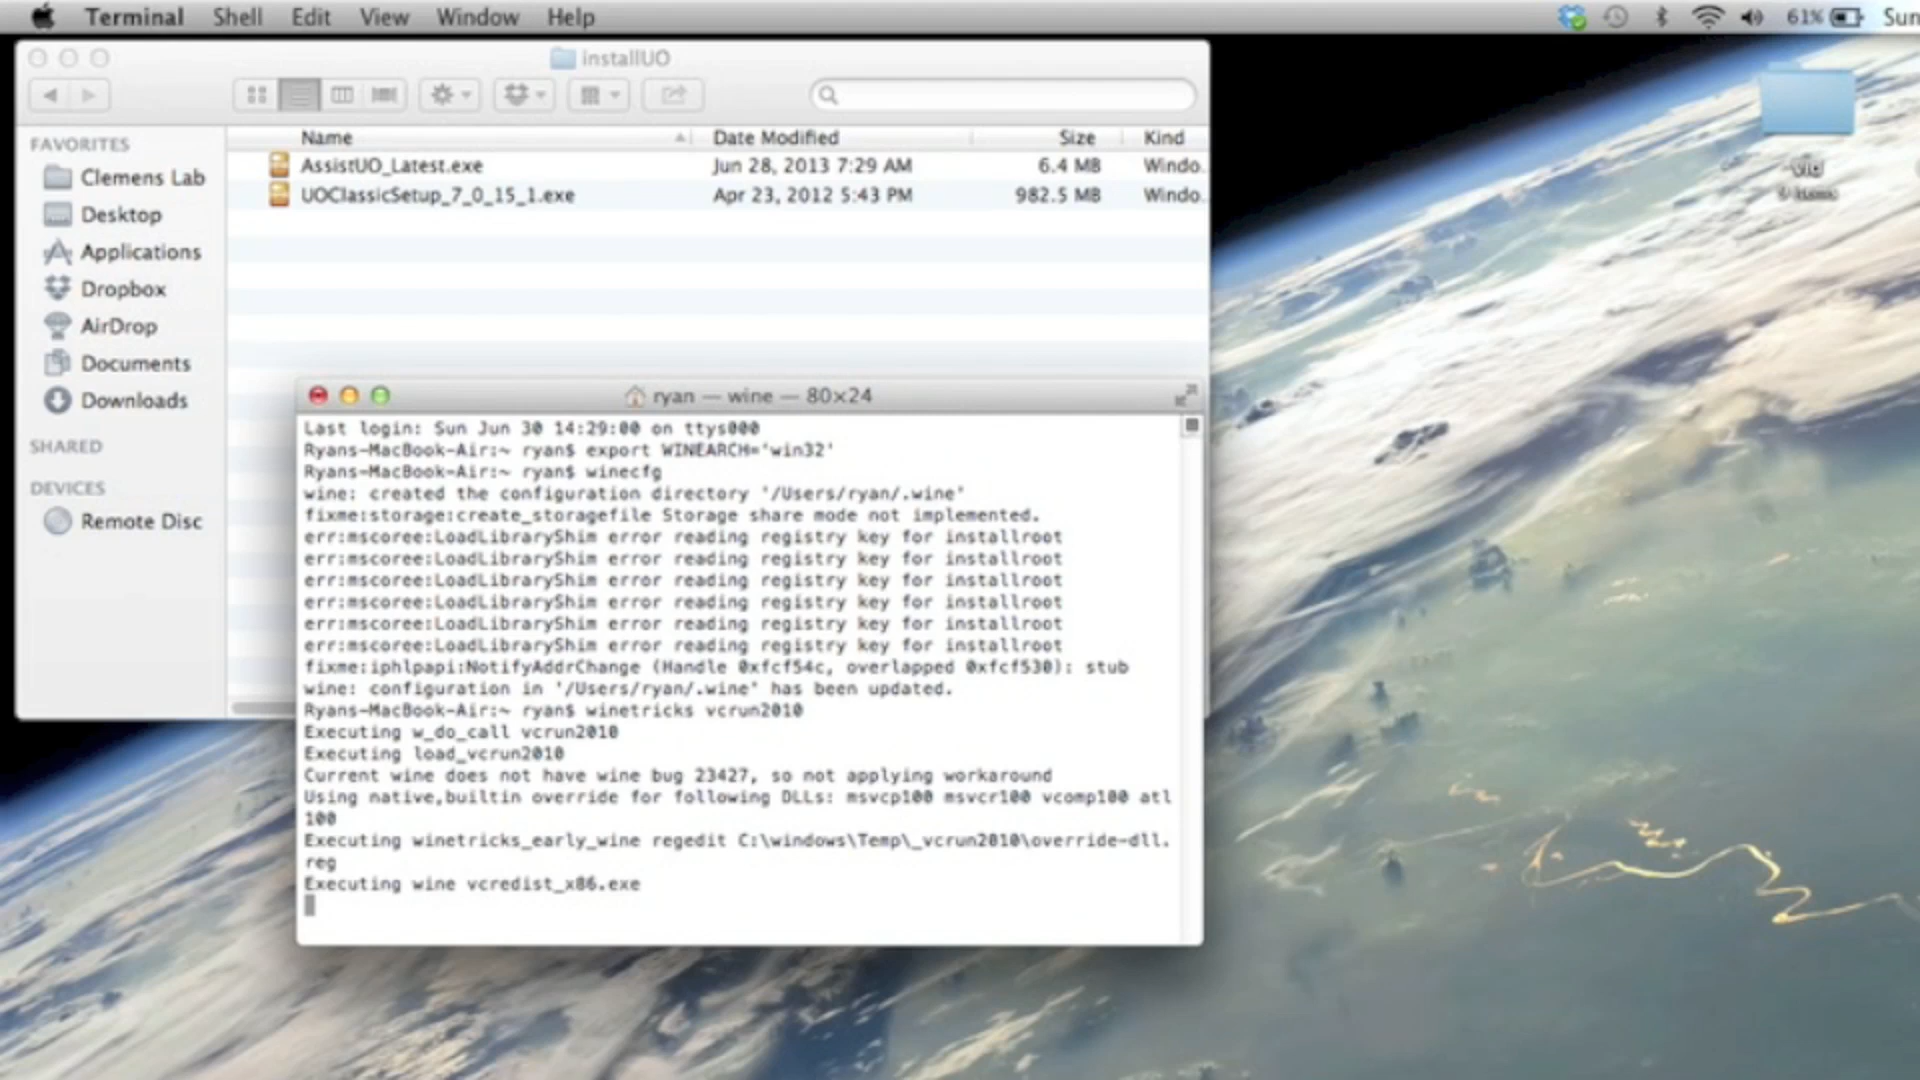 Terminal Shell Edit View Window Help 61% Sun
installUO
Name Date Modified Size Kind
FAVORITES
AssistUO_Latest.exe Jun 28, 2013 7:29 AM 6.4 MB Windo
UOClassicSetup_7_0_15_1.exe Apr 23, 2012 5:43 PM 982.5 MB Windo
Clemens Lab
Desktop
Applications
Dropbox
AirDrop
Documents
Downloads
SHARED
DEVICES
Remote Disc
vid
9 items
ryan — wine — 80×24
Last login: Sun Jun 30 14:29:00 on ttys000
Ryans-MacBook-Air:~ ryan$ export WINEARCH='win32'
Ryans-MacBook-Air:~ ryan$ winecfg
wine: created the configuration directory '/Users/ryan/.wine'
fixme:storage:create_storagefile Storage share mode not implemented.
err:mscoree:LoadLibraryShim error reading registry key for installroot
err:mscoree:LoadLibraryShim error reading registry key for installroot
err:mscoree:LoadLibraryShim error reading registry key for installroot
err:mscoree:LoadLibraryShim error reading registry key for installroot
err:mscoree:LoadLibraryShim error reading registry key for installroot
err:mscoree:LoadLibraryShim error reading registry key for installroot
fixme:iphlpapi:NotifyAddrChange (Handle 0xfcf54c, overlapped 0xfcf530): stub
wine: configuration in '/Users/ryan/.wine' has been updated.
Ryans-MacBook-Air:~ ryan$ winetricks vcrun2010
Executing w_do_call vcrun2010
Executing load_vcrun2010
Current wine does not have wine bug 23427, so not applying workaround
Using native,builtin override for following DLLs: msvcp100 msvcr100 vcomp100 atl
100
Executing winetricks_early_wine regedit C:\windows\Temp\_vcrun2010\override-dll.
reg
Executing wine vcredist_x86.exe